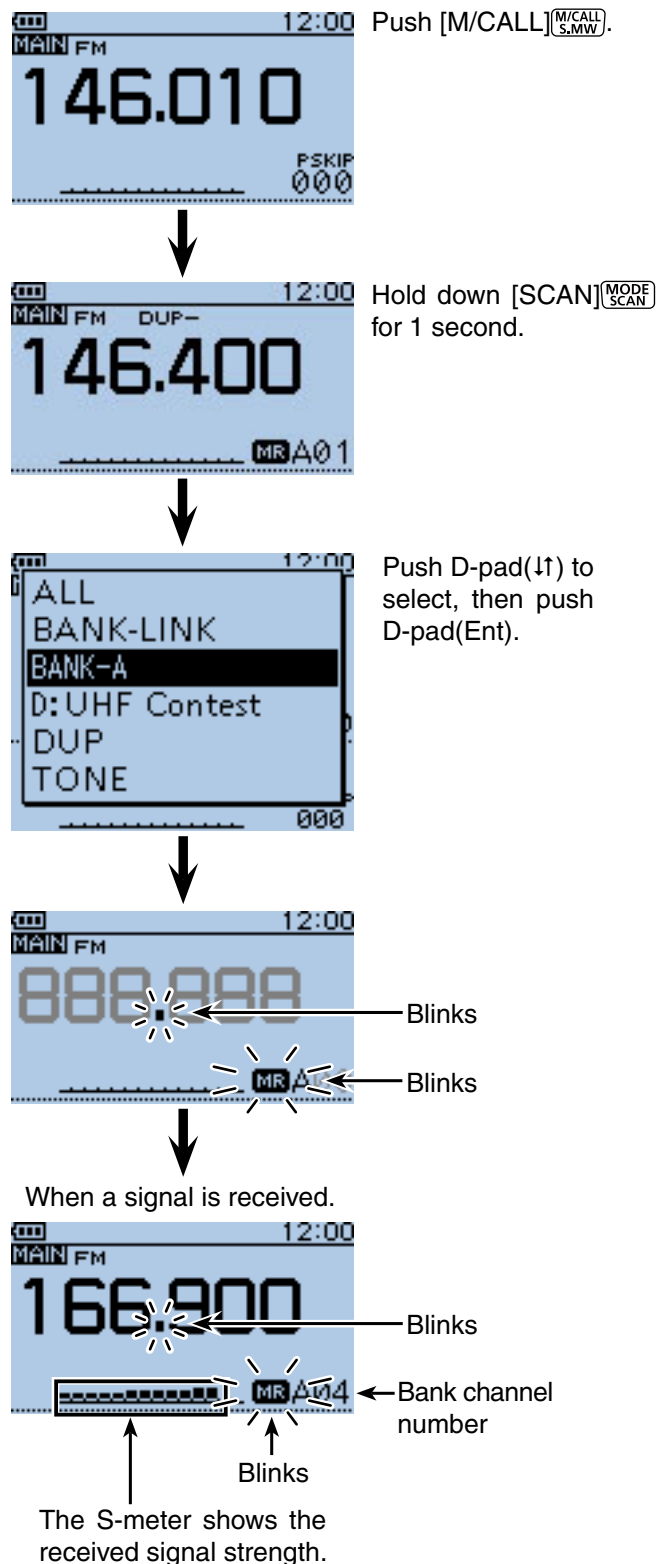 12:00
Push [M/CALL] M/CALL S.MW.
MAIN FM
146.010
PSKIP
000
12:00
Hold down [SCAN] MODE SCAN
for 1 second.
MAIN FM DUP-
146.400
MR A01
12:00
Push D-pad(↓↑) to
select, then push
D-pad(Ent).
ALL
BANK-LINK
BANK-A
D:UHF Contest
DUP
TONE
000
12:00
MAIN FM
888.888
Blinks
MR A
Blinks
When a signal is received.
12:00
MAIN FM
166.900
Blinks
MR A04
Bank channel
number
Blinks
The S-meter shows the
received signal strength.